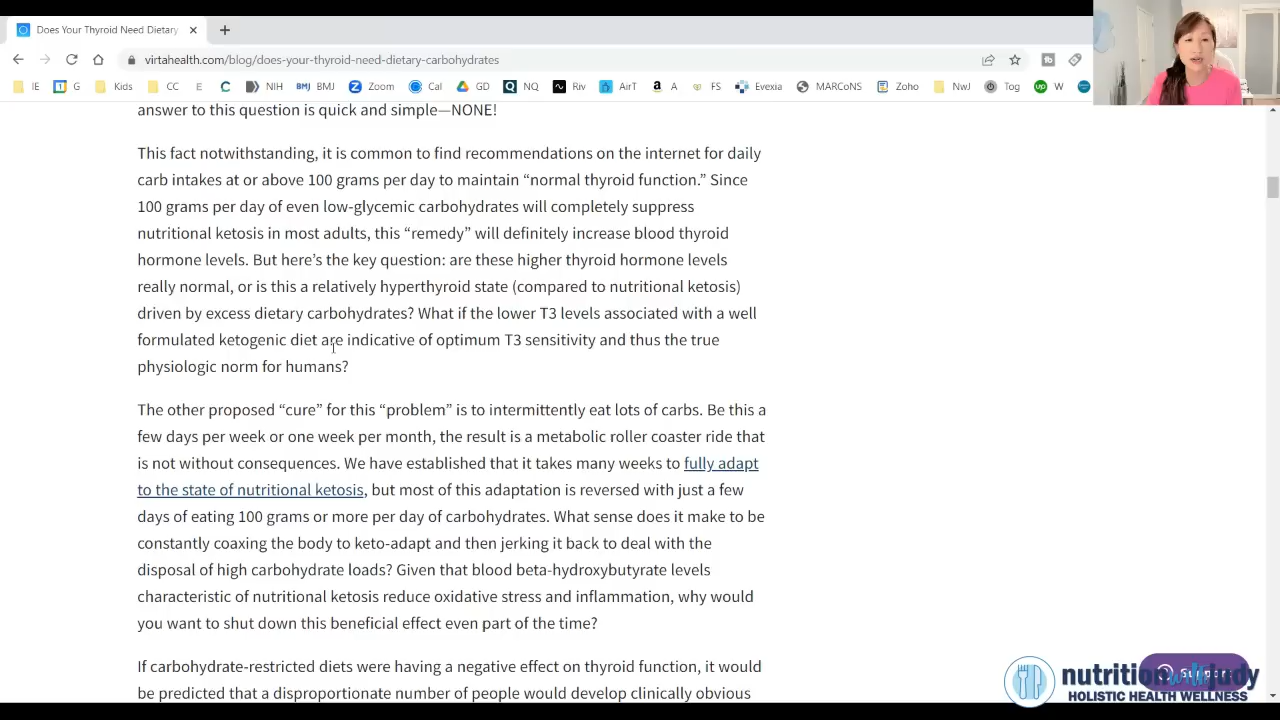 Does Your Thyroid Need Dietary
virtahealth.com/blog/does-your-thyroid-need-dietary-carbohydrates
IE G Kids CC E C NIH BMJ BMJ Zoom Cal GD NQ Riv AirT A FS Evexia MARCoNS Zoho NwJ Tog up W
answer to this question is quick and simple—NONE!
This fact notwithstanding, it is common to find recommendations on the internet for daily
carb intakes at or above 100 grams per day to maintain “normal thyroid function.” Since
100 grams per day of even low-glycemic carbohydrates will completely suppress
nutritional ketosis in most adults, this “remedy” will definitely increase blood thyroid
hormone levels. But here’s the key question: are these higher thyroid hormone levels
really normal, or is this a relatively hyperthyroid state (compared to nutritional ketosis)
driven by excess dietary carbohydrates? What if the lower T3 levels associated with a well
formulated ketogenic diet are indicative of optimum T3 sensitivity and thus the true
physiologic norm for humans?
The other proposed “cure” for this “problem” is to intermittently eat lots of carbs. Be this a
few days per week or one week per month, the result is a metabolic roller coaster ride that
is not without consequences. We have established that it takes many weeks to fully adapt
to the state of nutritional ketosis, but most of this adaptation is reversed with just a few
days of eating 100 grams or more per day of carbohydrates. What sense does it make to be
constantly coaxing the body to keto-adapt and then jerking it back to deal with the
disposal of high carbohydrate loads? Given that blood beta-hydroxybutyrate levels
characteristic of nutritional ketosis reduce oxidative stress and inflammation, why would
you want to shut down this beneficial effect even part of the time?
If carbohydrate-restricted diets were having a negative effect on thyroid function, it would
be predicted that a disproportionate number of people would develop clinically obvious
Support
nutritionwithjudy
HOLISTIC HEALTH WELLNESS